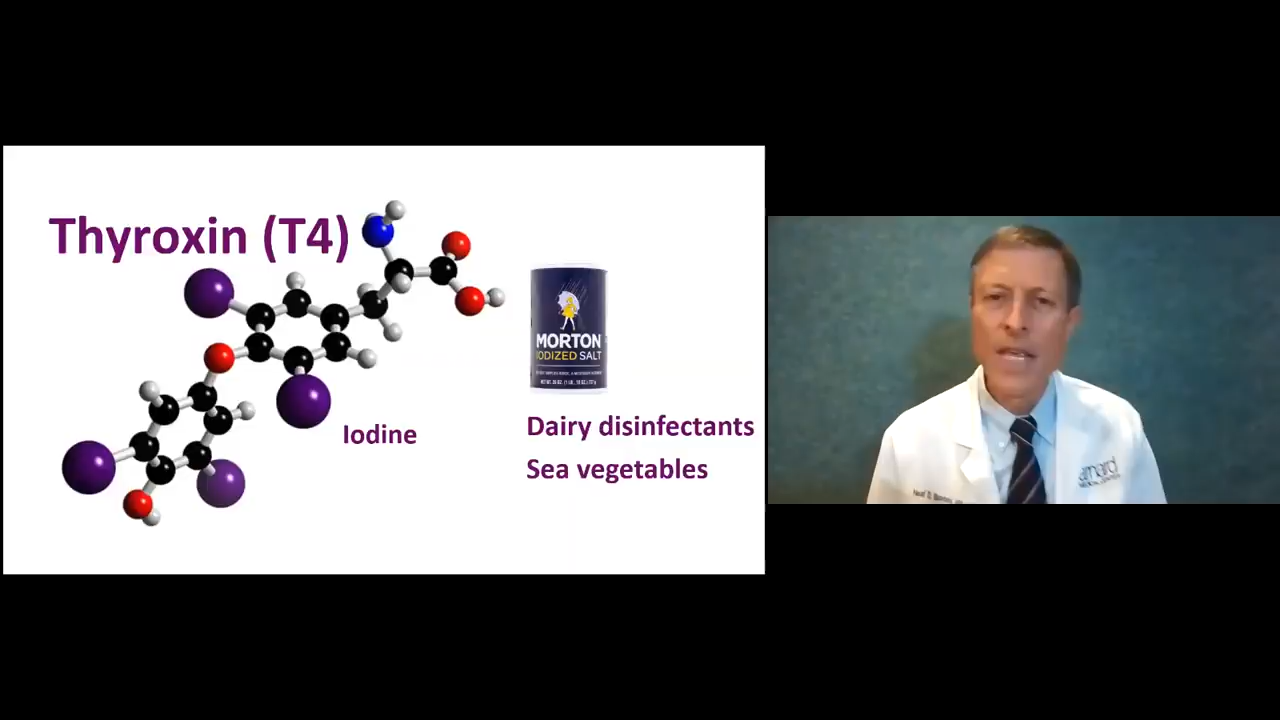 Thyroxin (T4)
Iodine
MORTON
IODIZED SALT
Dairy disinfectants
Sea vegetables